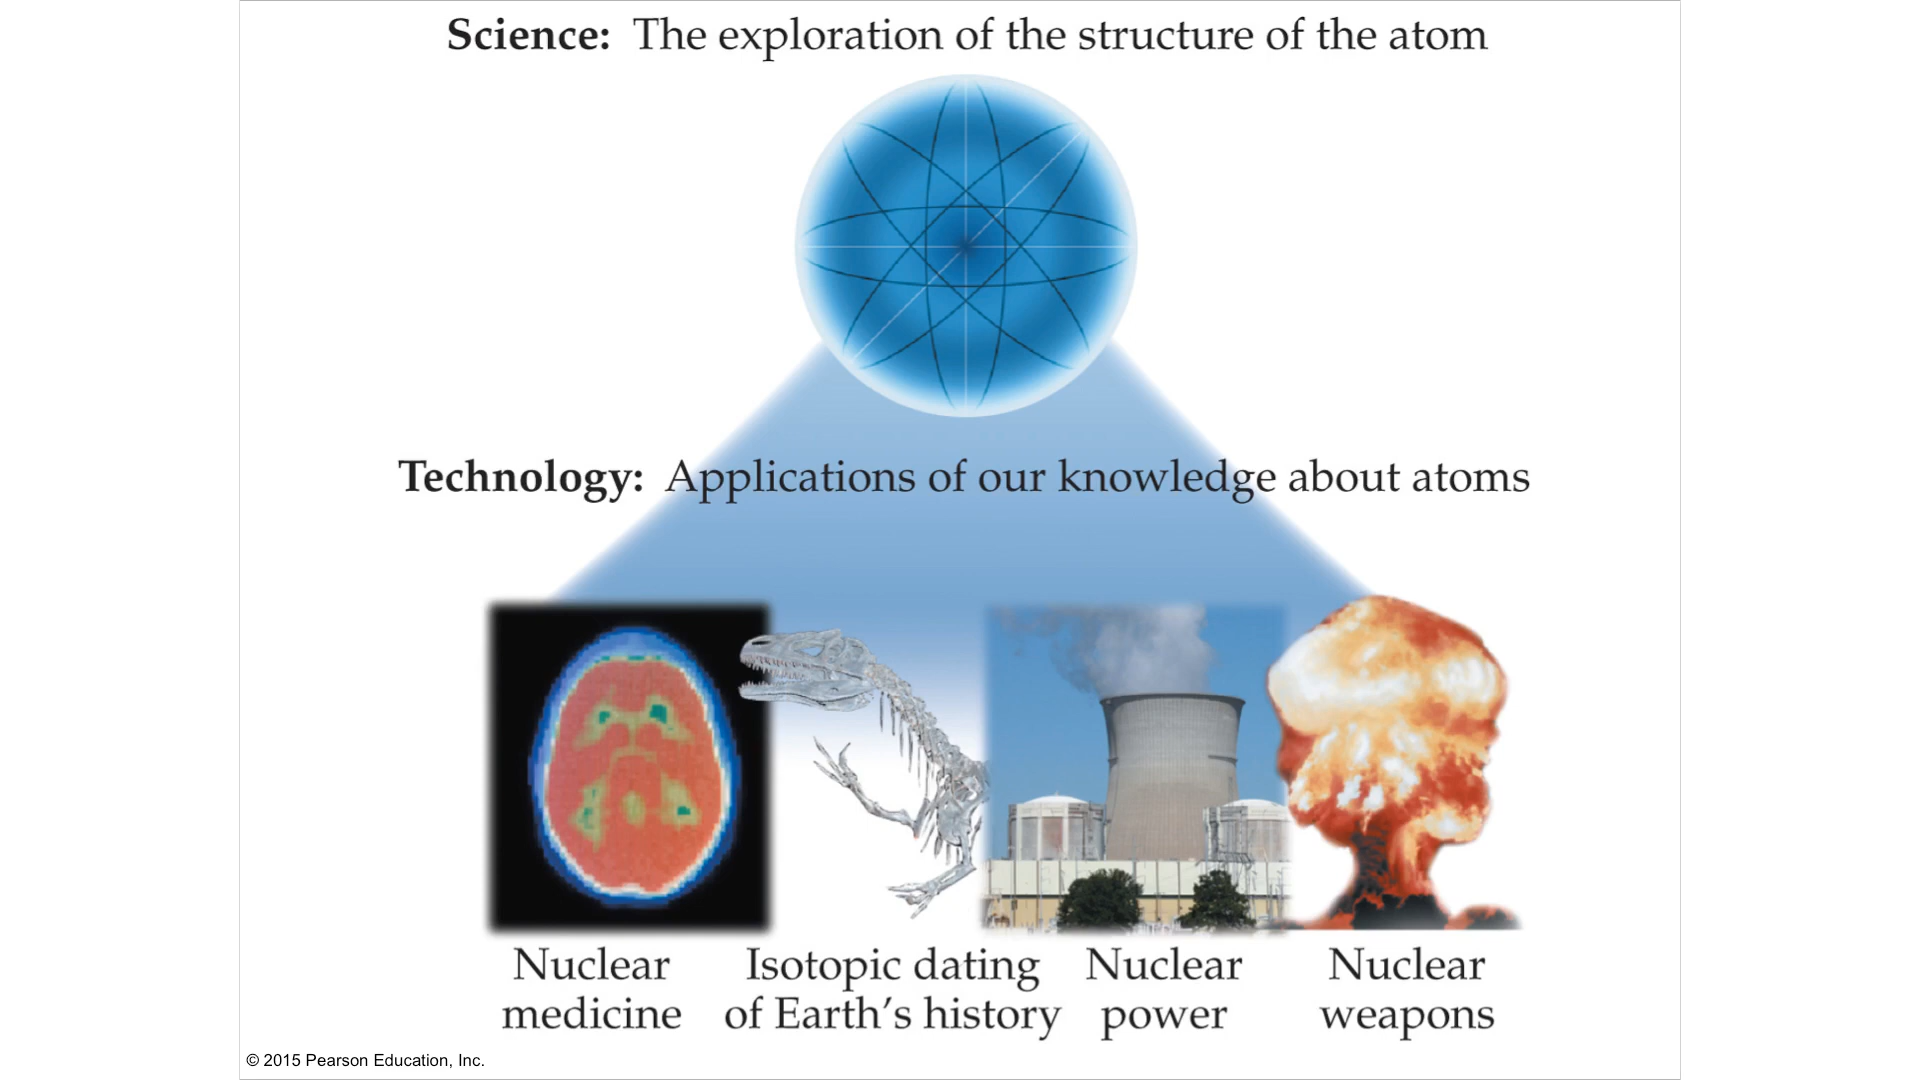 Science: The exploration of the structure of the atom
Technology: Applications of our knowledge about atoms
Nuclear
medicine
Isotopic dating
of Earth's history
Nuclear
power
Nuclear
weapons
© 2015 Pearson Education, Inc.